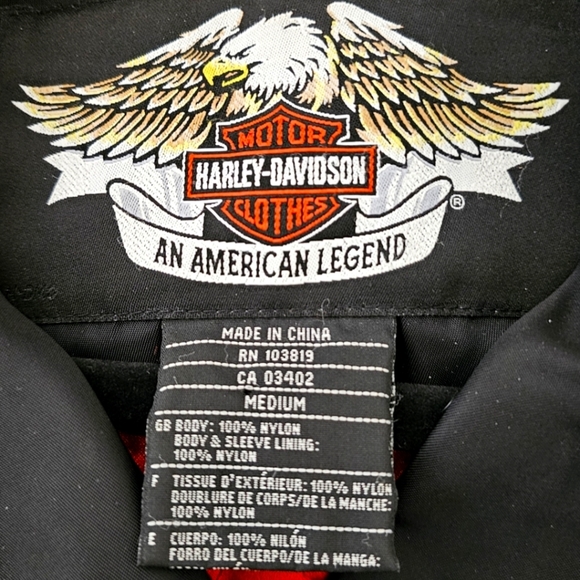 MOTOR
HARLEY-DAVIDSON
CLOTHES
®
AN AMERICAN LEGEND
MADE IN CHINA
RN 103819
CA 03402
MEDIUM
GB BODY: 100% NYLON
BODY & SLEEVE LINING:
100% NYLON
F TISSUE D'EXTÉRIEUR: 100% NYLON
DOUBLURE DE CORPS/DE LA MANCHE:
100% NYLON
E CUERPO: 100% NILÓN
FORRO DEL CUERPO/DE LA MANGA:
100% NILÓN